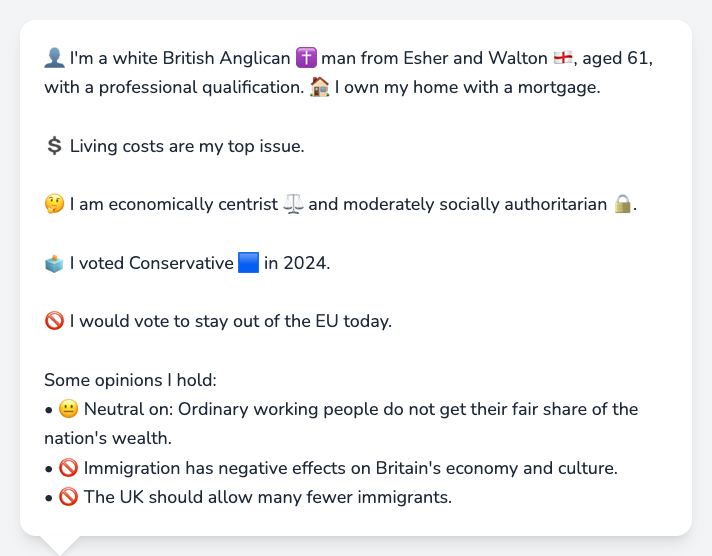 👤 I'm a white British Anglican ✝️ man from Esher and Walton 🏴󠁧󠁢󠁥󠁮󠁧󠁿, aged 61,
with a professional qualification. 🏠 I own my home with a mortgage.
💲 Living costs are my top issue.
🤔 I am economically centrist ⚖️ and moderately socially authoritarian 🔒.
🗳️ I voted Conservative 🟦 in 2024.
🚫 I would vote to stay out of the EU today.
Some opinions I hold:
• 😐 Neutral on: Ordinary working people do not get their fair share of the
nation's wealth.
• 🚫 Immigration has negative effects on Britain's economy and culture.
• 🚫 The UK should allow many fewer immigrants.